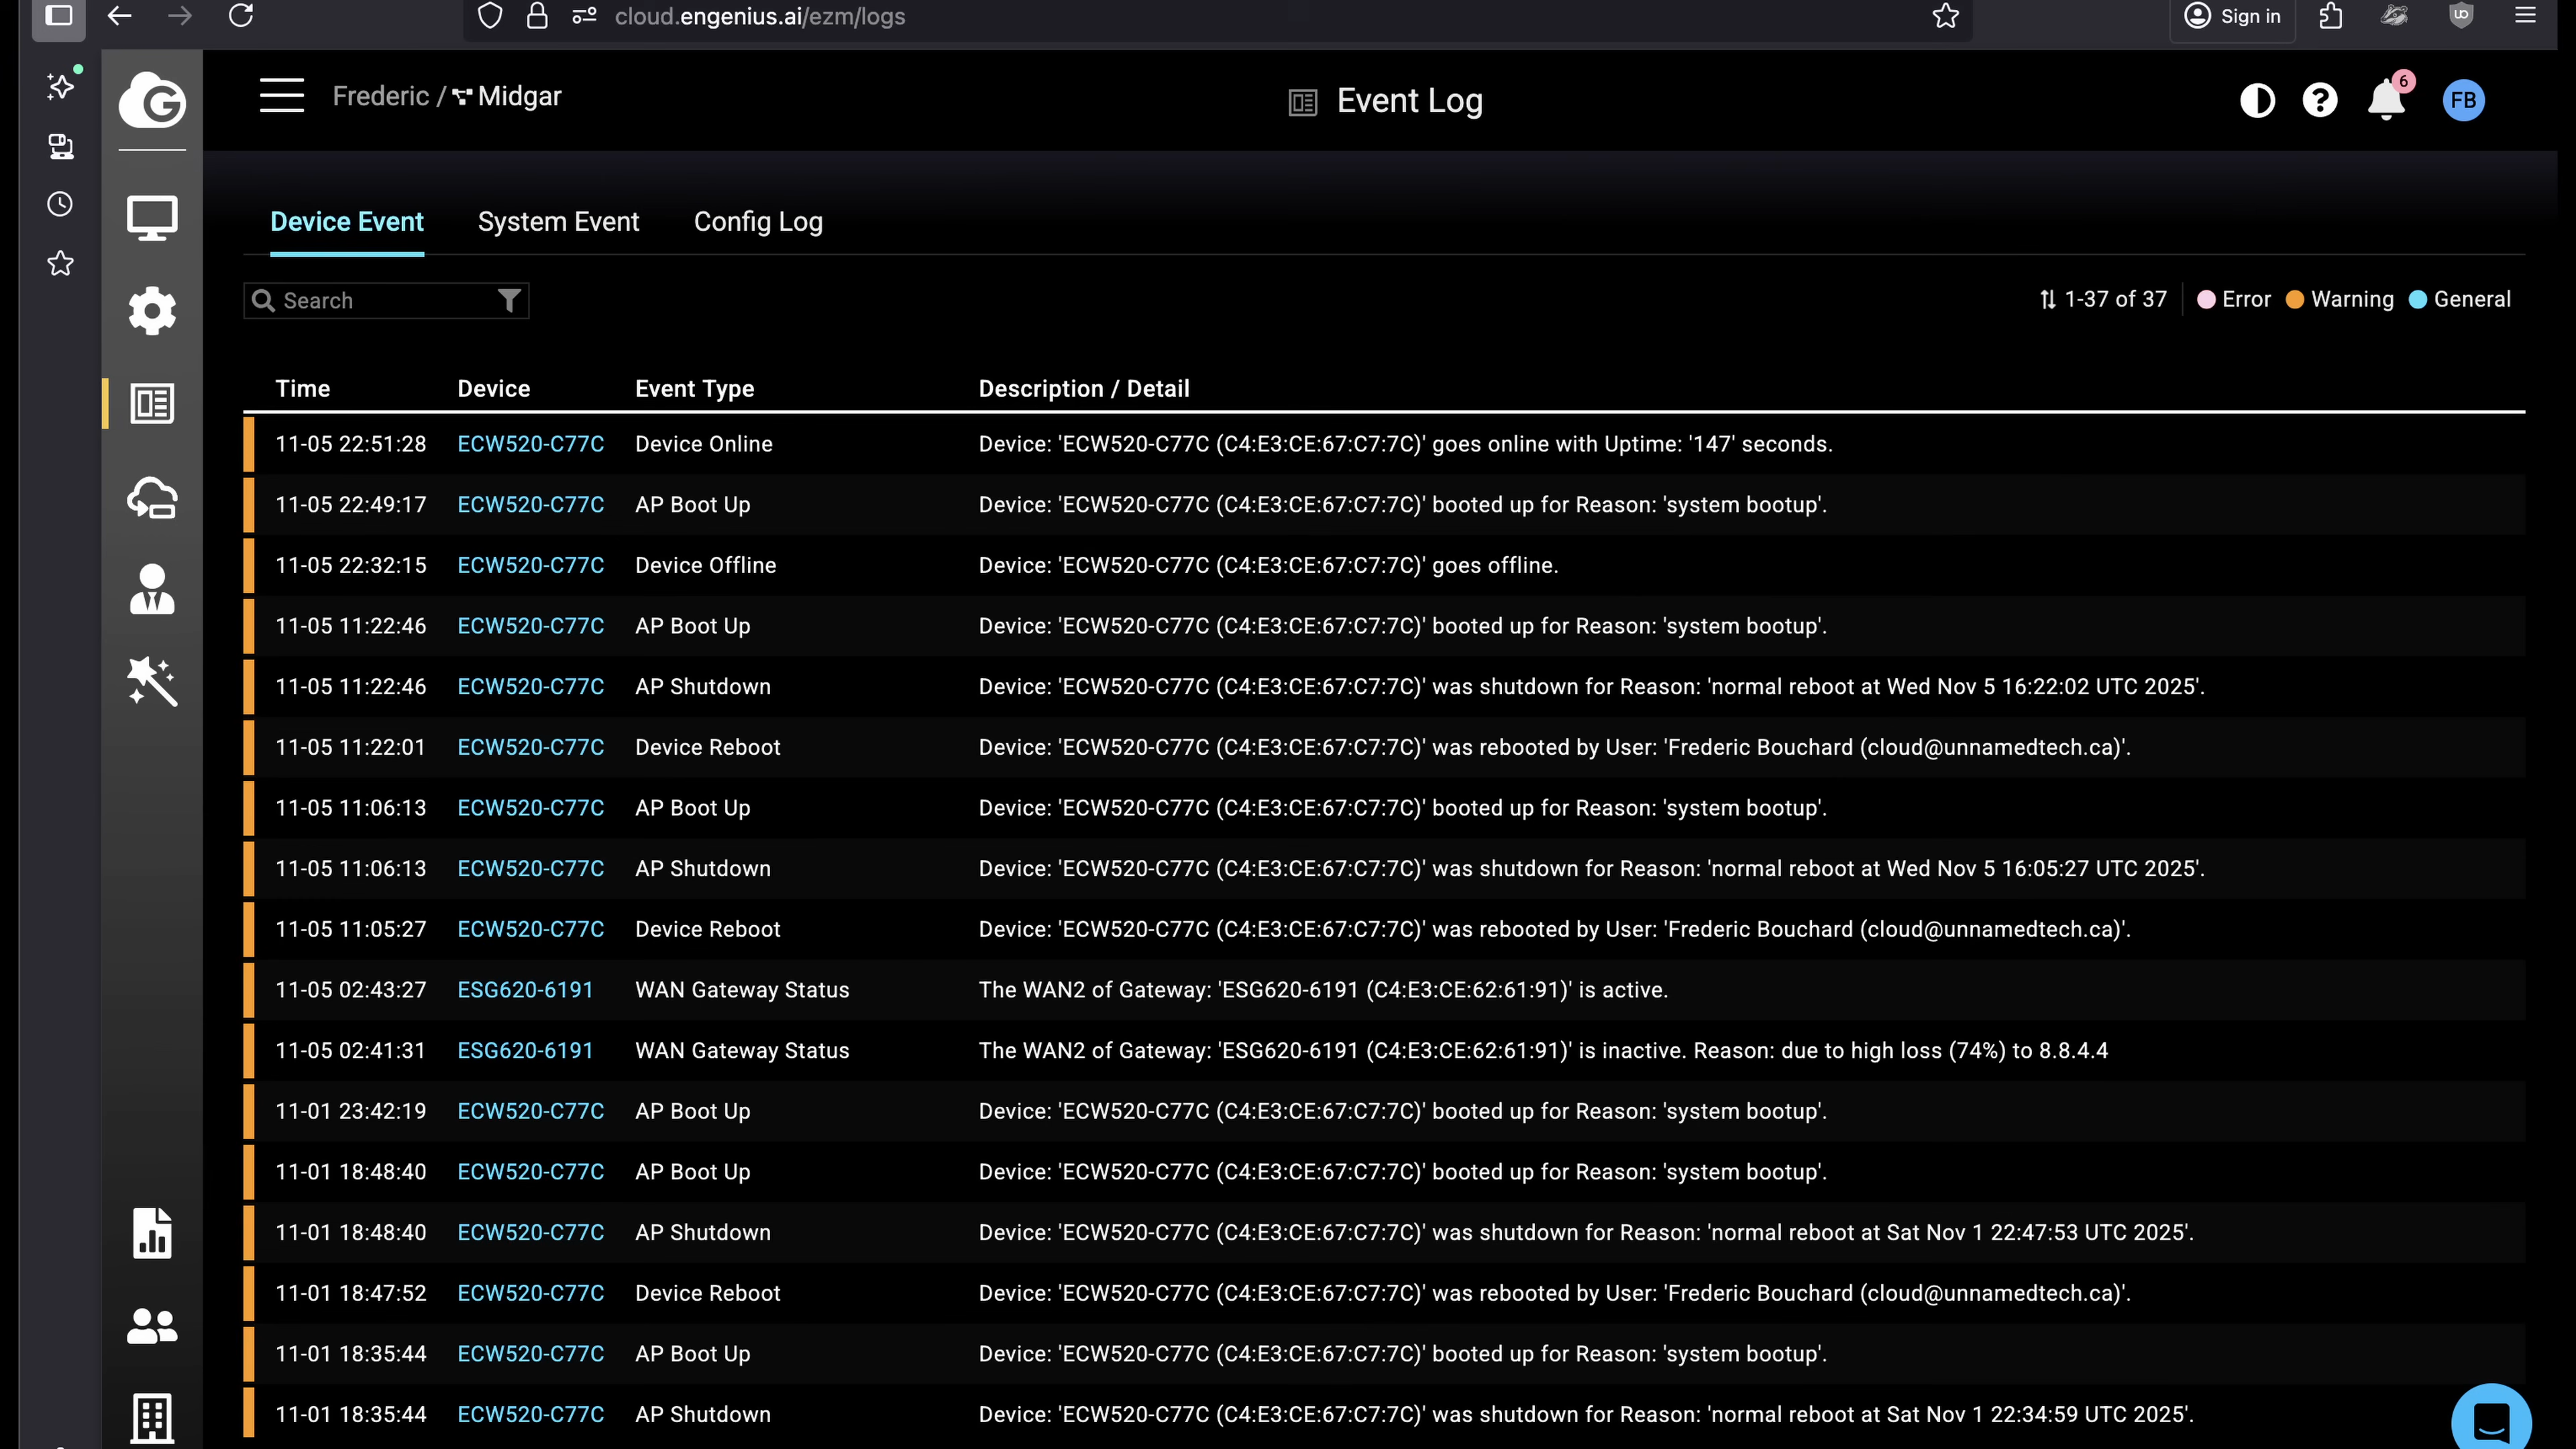 cloud.engenius.ai/ezm/logs
Sign in
Frederic / Midgar
Event Log
6
FB
Device Event System Event Config Log
Search
1-37 of 37 Error Warning General
Time Device Event Type Description / Detail
11-05 22:51:28 ECW520-C77C Device Online Device: 'ECW520-C77C (C4:E3:CE:67:C7:7C)' goes online with Uptime: '147' seconds.
11-05 22:49:17 ECW520-C77C AP Boot Up Device: 'ECW520-C77C (C4:E3:CE:67:C7:7C)' booted up for Reason: 'system bootup'.
11-05 22:32:15 ECW520-C77C Device Offline Device: 'ECW520-C77C (C4:E3:CE:67:C7:7C)' goes offline.
11-05 11:22:46 ECW520-C77C AP Boot Up Device: 'ECW520-C77C (C4:E3:CE:67:C7:7C)' booted up for Reason: 'system bootup'.
11-05 11:22:46 ECW520-C77C AP Shutdown Device: 'ECW520-C77C (C4:E3:CE:67:C7:7C)' was shutdown for Reason: 'normal reboot at Wed Nov 5 16:22:02 UTC 2025'.
11-05 11:22:01 ECW520-C77C Device Reboot Device: 'ECW520-C77C (C4:E3:CE:67:C7:7C)' was rebooted by User: 'Frederic Bouchard (cloud@unnamedtech.ca)'.
11-05 11:06:13 ECW520-C77C AP Boot Up Device: 'ECW520-C77C (C4:E3:CE:67:C7:7C)' booted up for Reason: 'system bootup'.
11-05 11:06:13 ECW520-C77C AP Shutdown Device: 'ECW520-C77C (C4:E3:CE:67:C7:7C)' was shutdown for Reason: 'normal reboot at Wed Nov 5 16:05:27 UTC 2025'.
11-05 11:05:27 ECW520-C77C Device Reboot Device: 'ECW520-C77C (C4:E3:CE:67:C7:7C)' was rebooted by User: 'Frederic Bouchard (cloud@unnamedtech.ca)'.
11-05 02:43:27 ESG620-6191 WAN Gateway Status The WAN2 of Gateway: 'ESG620-6191 (C4:E3:CE:62:61:91)' is active.
11-05 02:41:31 ESG620-6191 WAN Gateway Status The WAN2 of Gateway: 'ESG620-6191 (C4:E3:CE:62:61:91)' is inactive. Reason: due to high loss (74%) to 8.8.4.4
11-01 23:42:19 ECW520-C77C AP Boot Up Device: 'ECW520-C77C (C4:E3:CE:67:C7:7C)' booted up for Reason: 'system bootup'.
11-01 18:48:40 ECW520-C77C AP Boot Up Device: 'ECW520-C77C (C4:E3:CE:67:C7:7C)' booted up for Reason: 'system bootup'.
11-01 18:48:40 ECW520-C77C AP Shutdown Device: 'ECW520-C77C (C4:E3:CE:67:C7:7C)' was shutdown for Reason: 'normal reboot at Sat Nov 1 22:47:53 UTC 2025'.
11-01 18:47:52 ECW520-C77C Device Reboot Device: 'ECW520-C77C (C4:E3:CE:67:C7:7C)' was rebooted by User: 'Frederic Bouchard (cloud@unnamedtech.ca)'.
11-01 18:35:44 ECW520-C77C AP Boot Up Device: 'ECW520-C77C (C4:E3:CE:67:C7:7C)' booted up for Reason: 'system bootup'.
11-01 18:35:44 ECW520-C77C AP Shutdown Device: 'ECW520-C77C (C4:E3:CE:67:C7:7C)' was shutdown for Reason: 'normal reboot at Sat Nov 1 22:34:59 UTC 2025'.